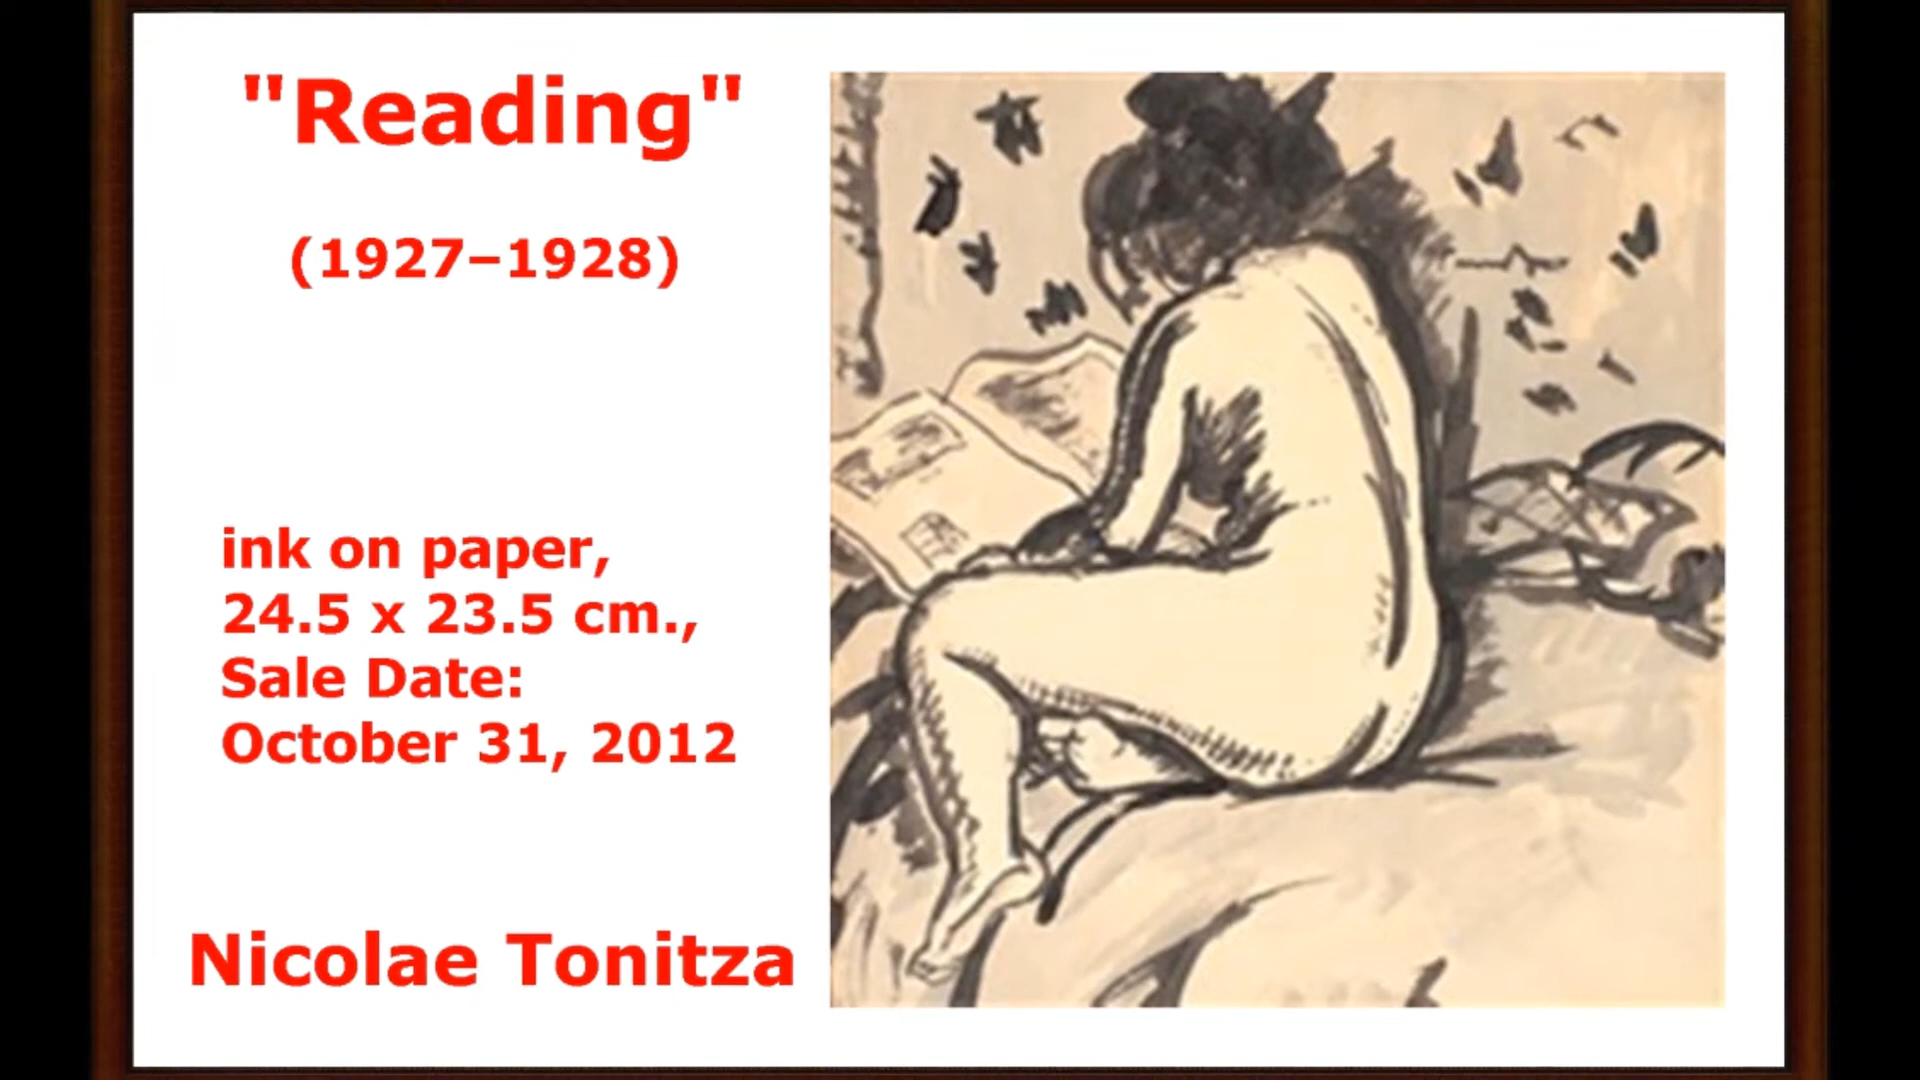 "Reading"
(1927–1928)
ink on paper,
24.5 x 23.5 cm.,
Sale Date:
October 31, 2012
Nicolae Tonitza